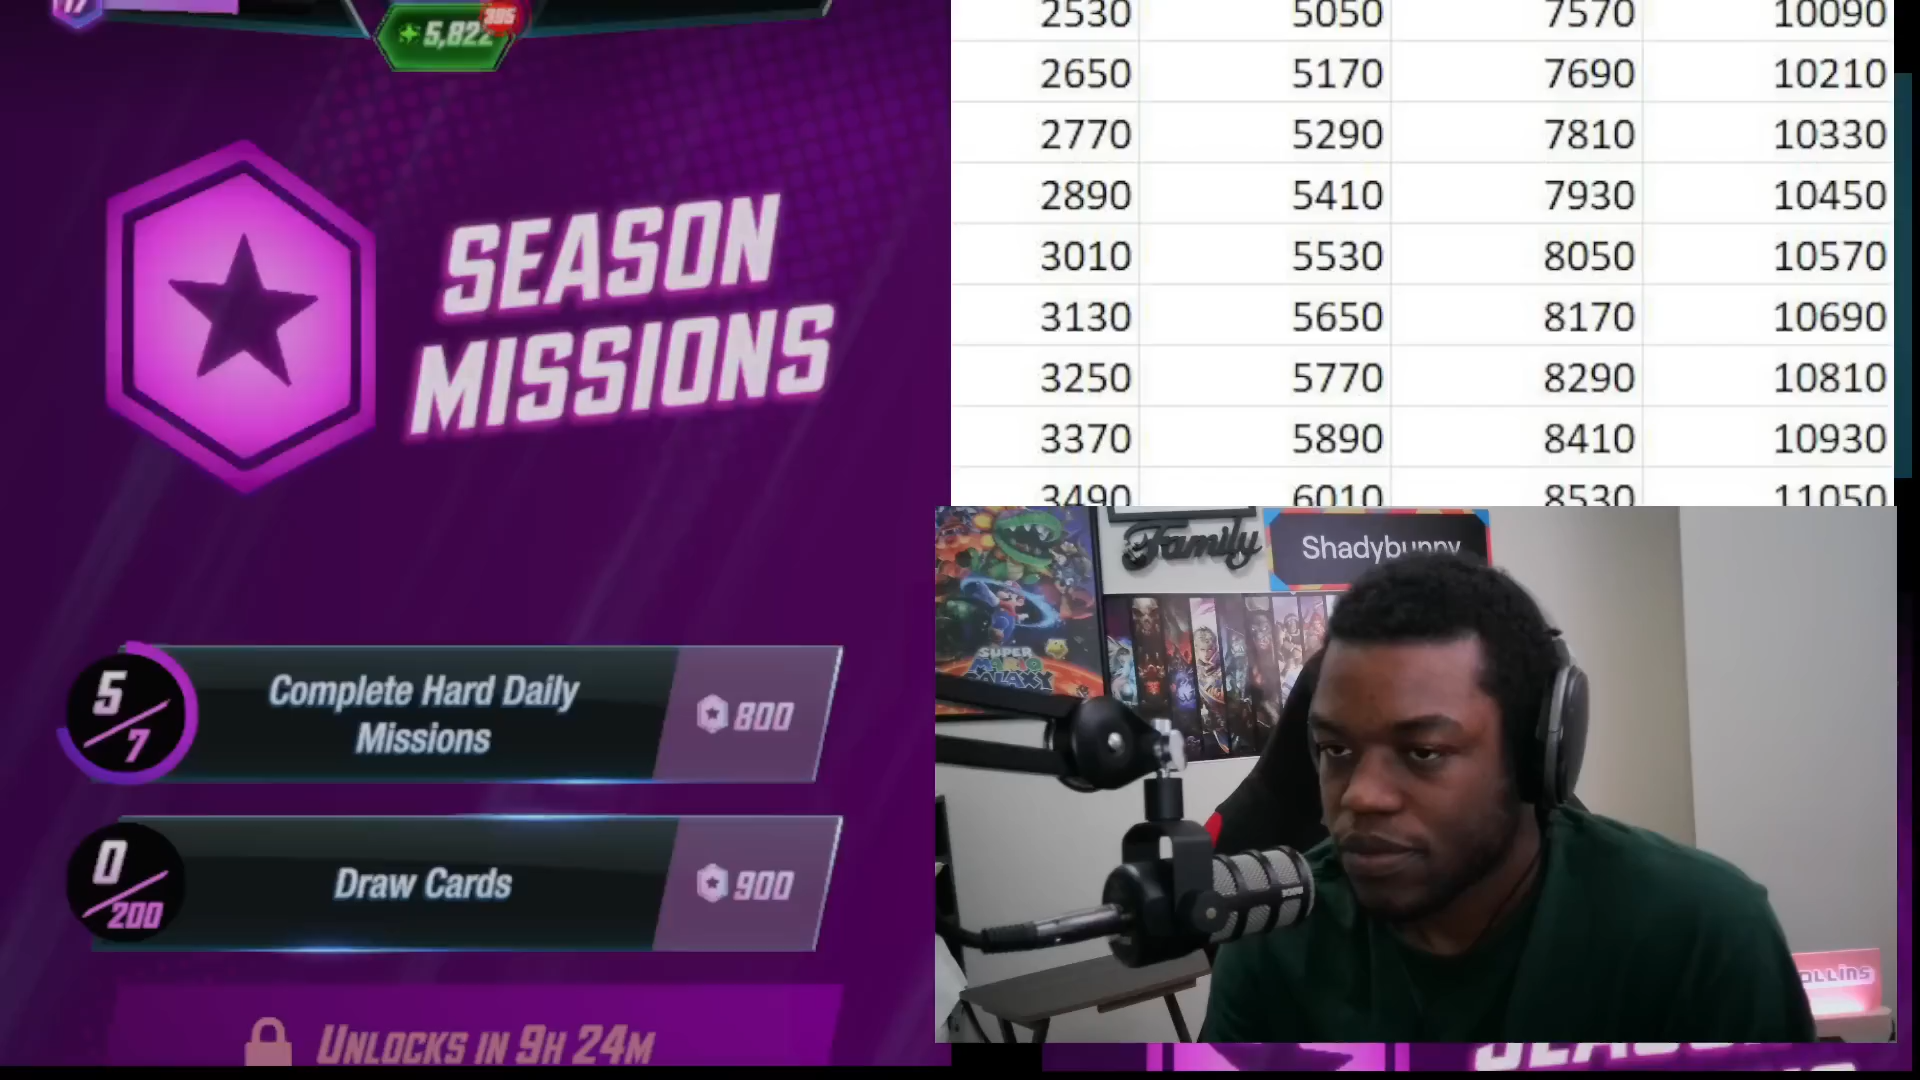 17
5,822
305
SEASON
MISSIONS
5/7
Complete Hard Daily
Missions
800
0/200
Draw Cards
900
UNLOCKS IN 9H 24M
2530 5050 7570 10090
2650 5170 7690 10210
2770 5290 7810 10330
2890 5410 7930 10450
3010 5530 8050 10570
3130 5650 8170 10690
3250 5770 8290 10810
3370 5890 8410 10930
3490 6010 8530 11050
Family
Shadybunny
SUPER
MARIO
GALAXY
OLLINS